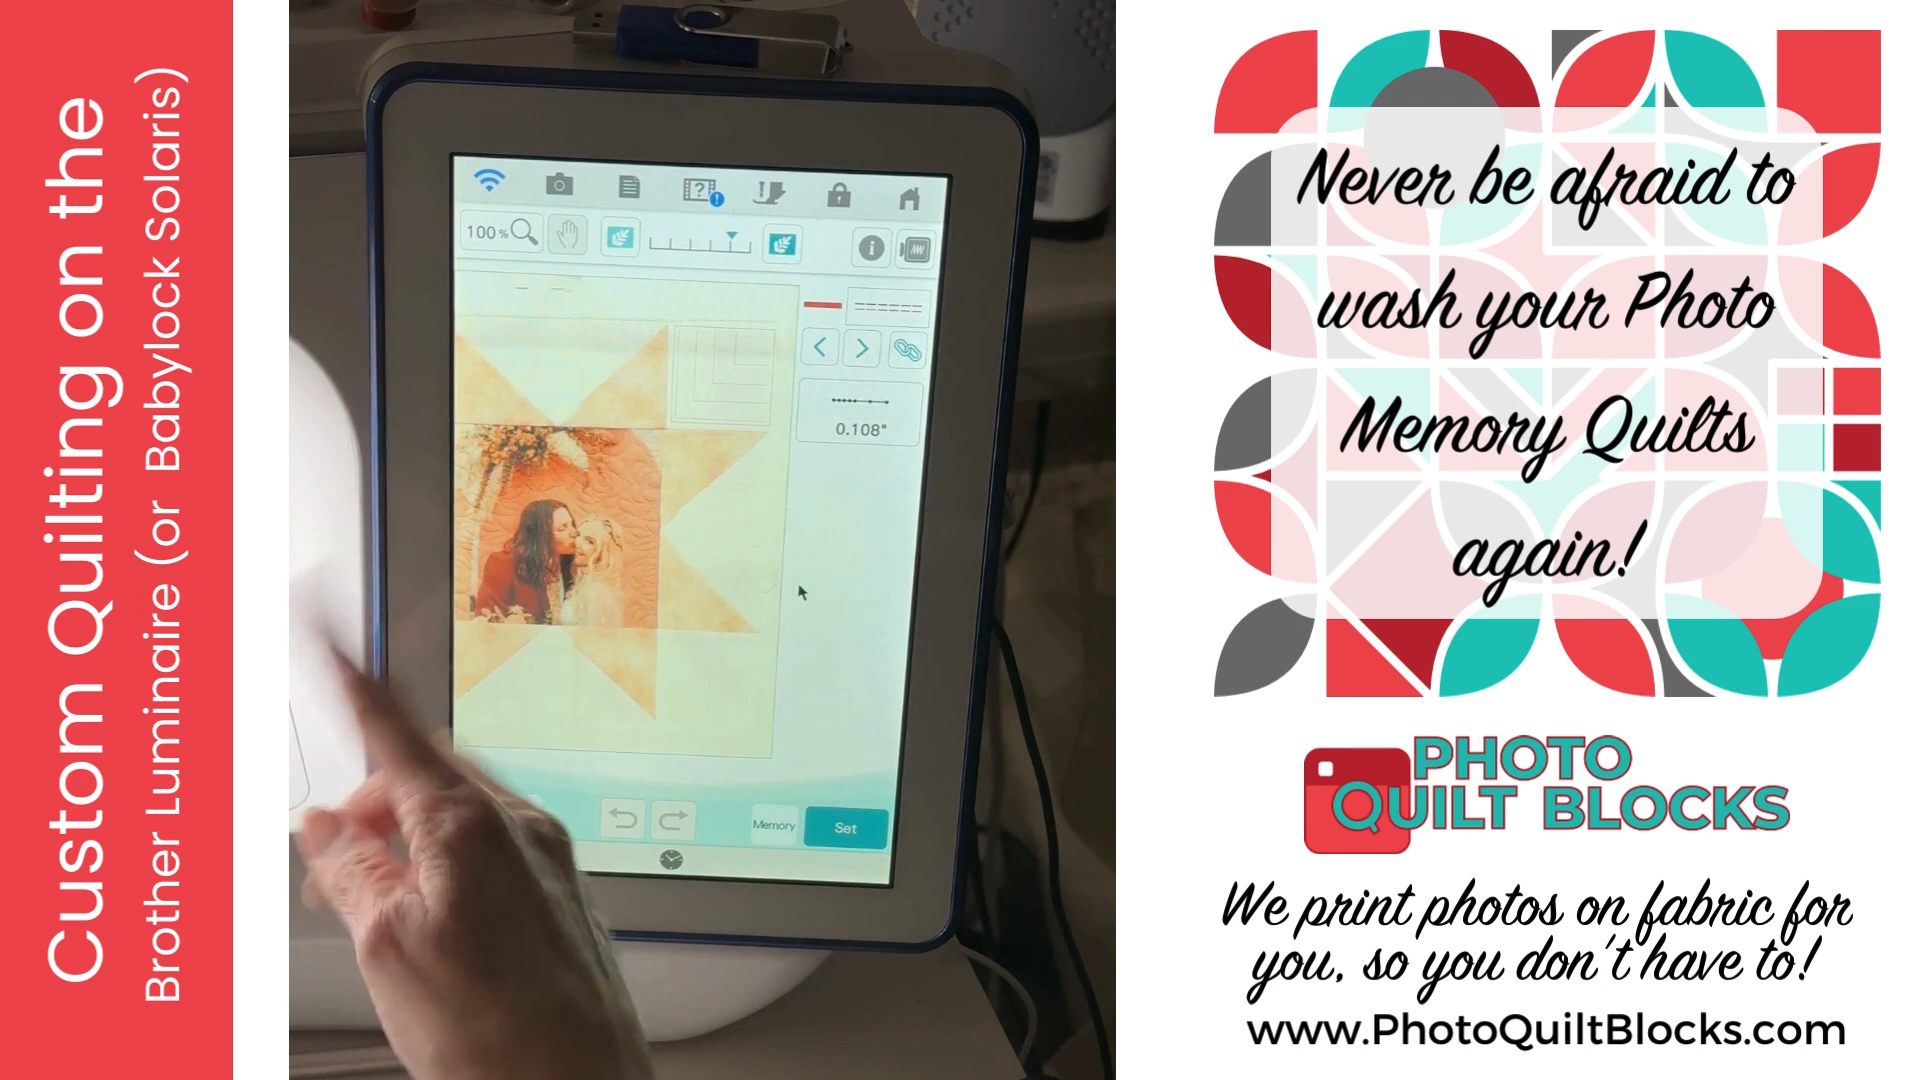 Custom Quilting on the
Brother Luminaire (or Babylock Solaris)
100%
0.108"
Memory
Set
Never be afraid to
wash your Photo
Memory Quilts
again!
PHOTO
QUILT BLOCKS
We print photos on fabric for
you, so you don't have to!
www.PhotoQuiltBlocks.com